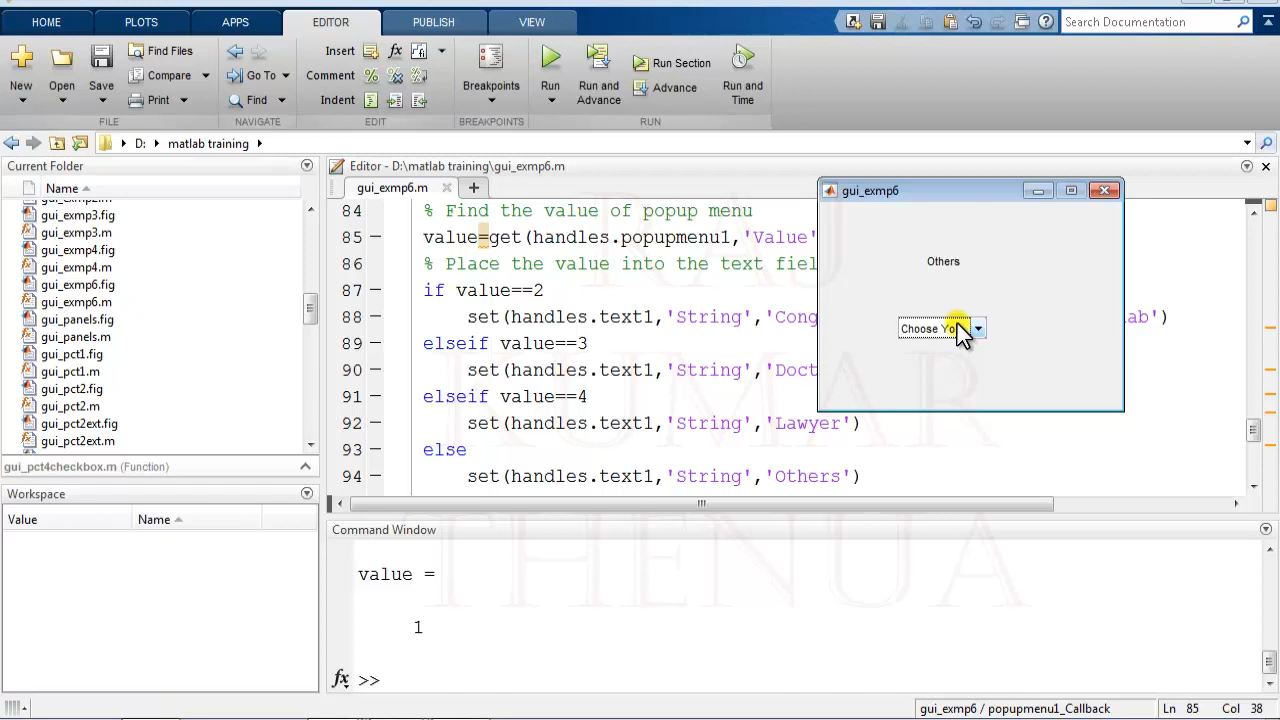 HOME PLOTS APPS EDITOR PUBLISH VIEW Search Documentation
Find Files Insert fx Run Section
Compare Go To Comment % Advance
New Open Save Print Find Indent Breakpoints Run Run and Advance Run and Time
FILE NAVIGATE EDIT BREAKPOINTS RUN
D: matlab training
Current Folder
Name
gui_exmp3.fig
gui_exmp3.m
gui_exmp4.fig
gui_exmp4.m
gui_exmp6.fig
gui_exmp6.m
gui_panels.fig
gui_panels.m
gui_pct1.fig
gui_pct1.m
gui_pct2.fig
gui_pct2.m
gui_pct2ext.fig
gui_pct2ext.m
gui_pct4checkbox.m (Function)
Workspace
Value Name
Editor - D:\matlab training\gui_exmp6.m
gui_exmp6.m
84 % Find the value of popup menu
85 value=get(handles.popupmenu1,'Value'
86 % Place the value into the text fiel
87 if value==2
88 set(handles.text1,'String','Cong ab')
89 elseif value==3
90 set(handles.text1,'String','Doct
91 elseif value==4
92 set(handles.text1,'String','Lawyer')
93 else
94 set(handles.text1,'String','Others')
gui_exmp6
Others
Choose Yo
Command Window
value =
1
fx >>
gui_exmp6 / popupmenu1_Callback Ln 85 Col 38
RAJ
KUMAR
THENUA